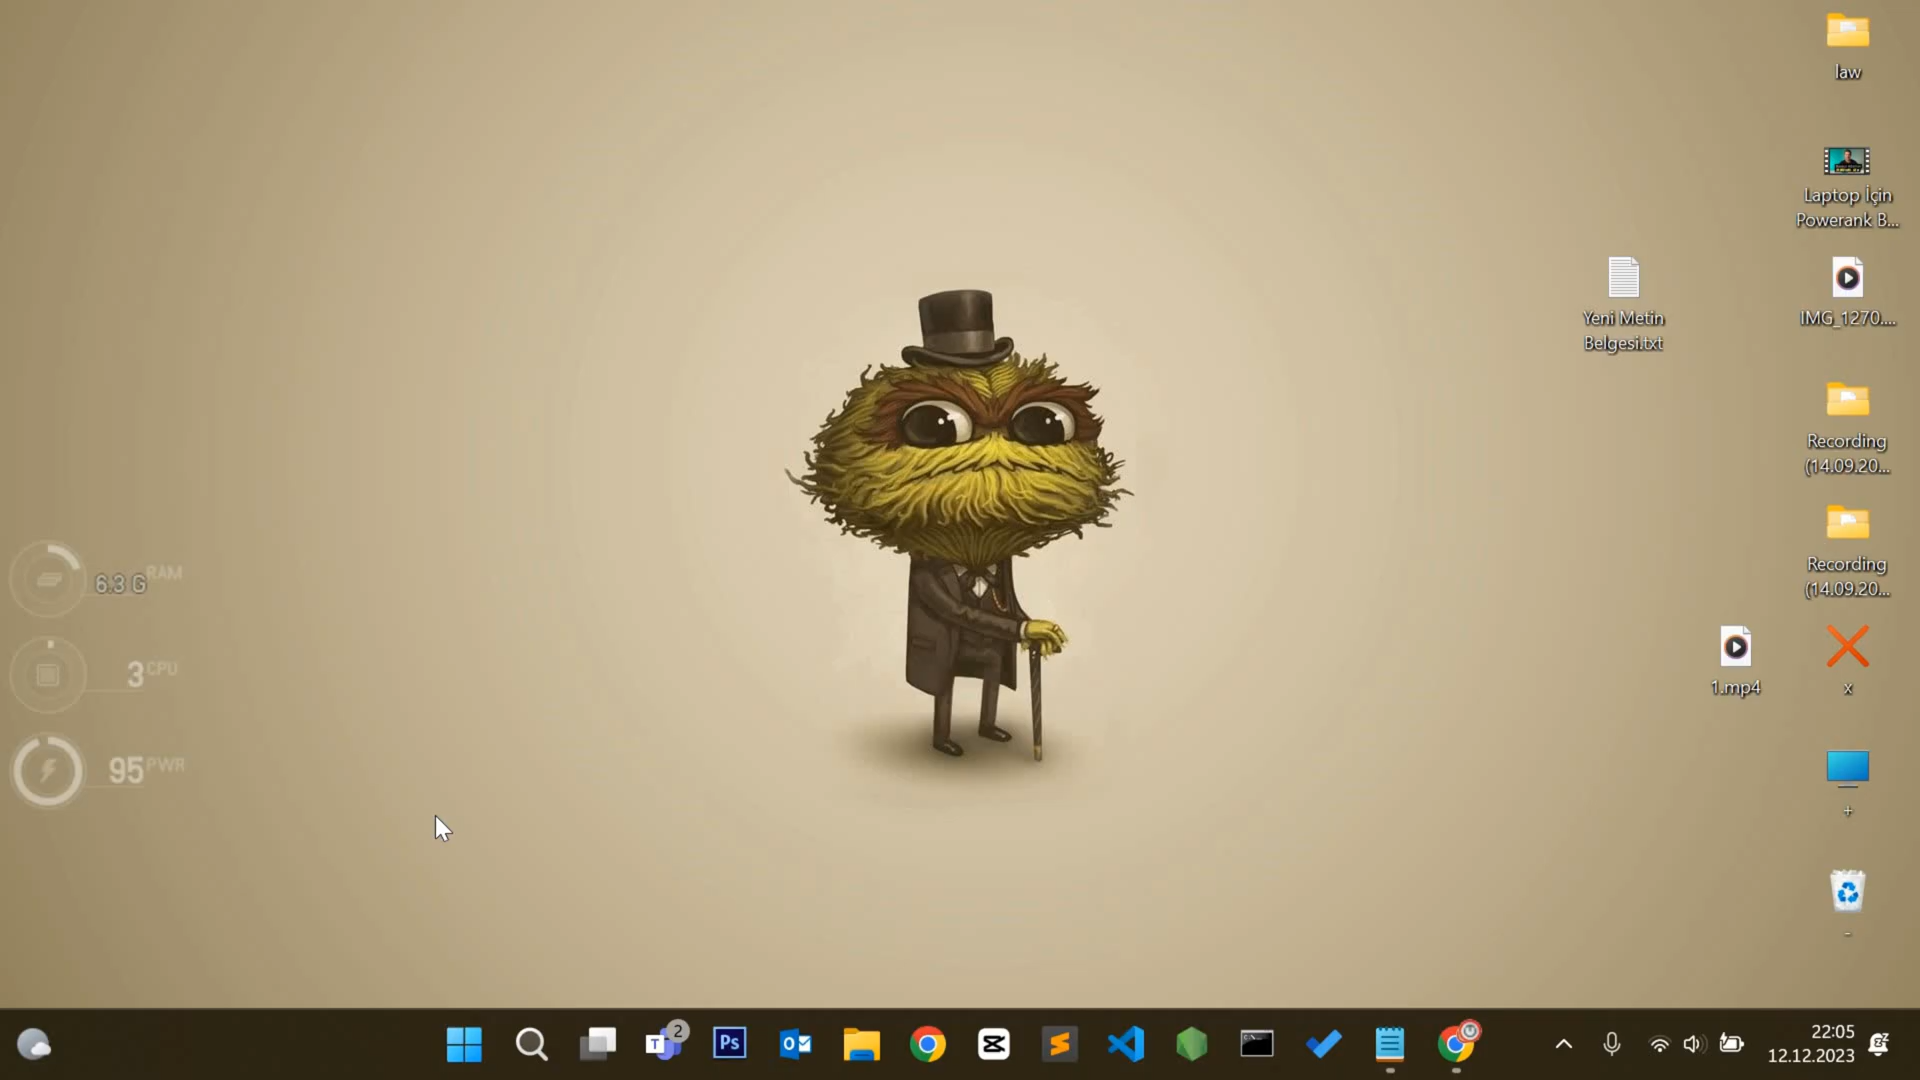 law
Laptop İçin
Powerank B...
Yeni Metin
Belgesi.txt
IMG_1270....
Recording
(14.09.20...
Recording
(14.09.20...
6.3 G RAM
3 CPU
95 PWR
1.mp4
x
+
-
2
T
Ps
O
22:05
12.12.2023